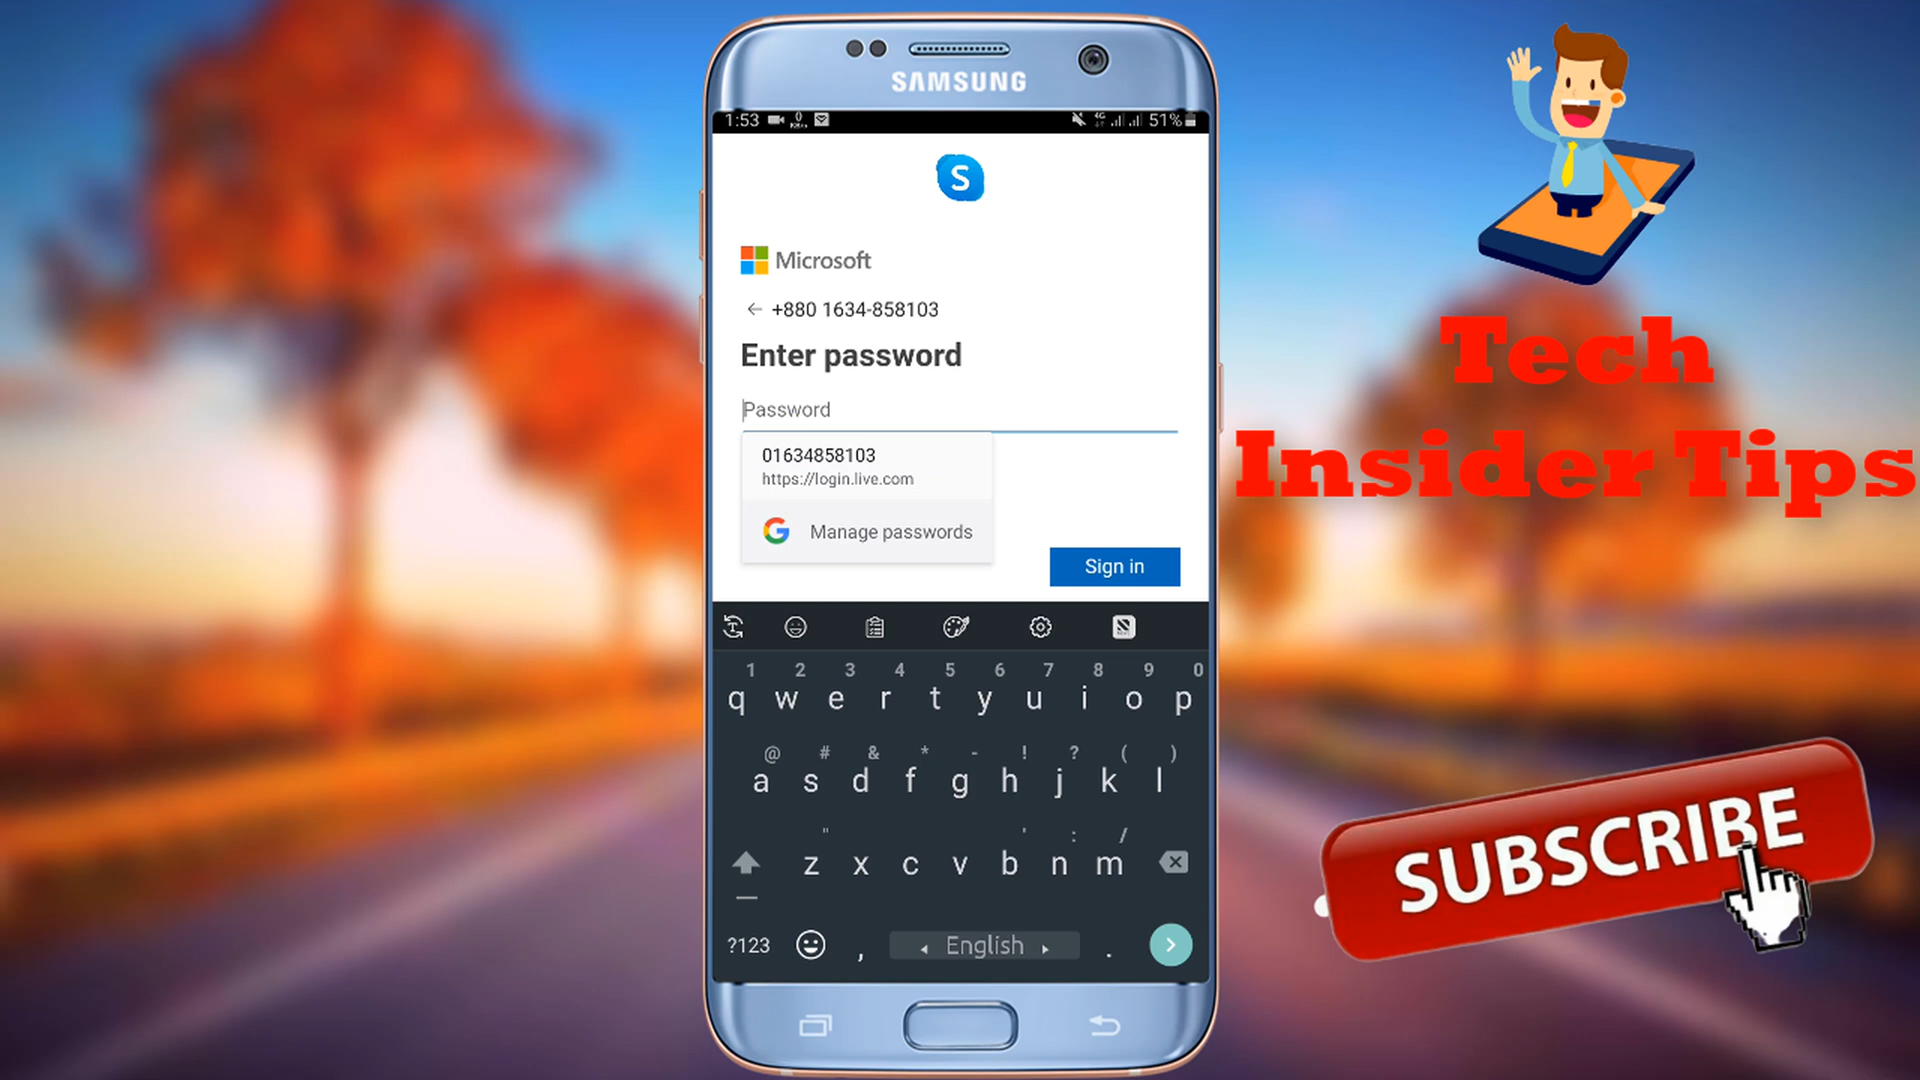 SAMSUNG
1:53
4G
51%
S
Microsoft
← +880 1634-858103
Enter password
Password
01634858103
https://login.live.com
G Manage passwords
Sign in
1 2 3 4 5 6 7 8 9 0
q w e r t y u i o p
@ # & * - ! ? ( )
a s d f g h j k l
" ' : /
z x c v b n m
?123 , English .
Tech
Insider Tips
SUBSCRIBE